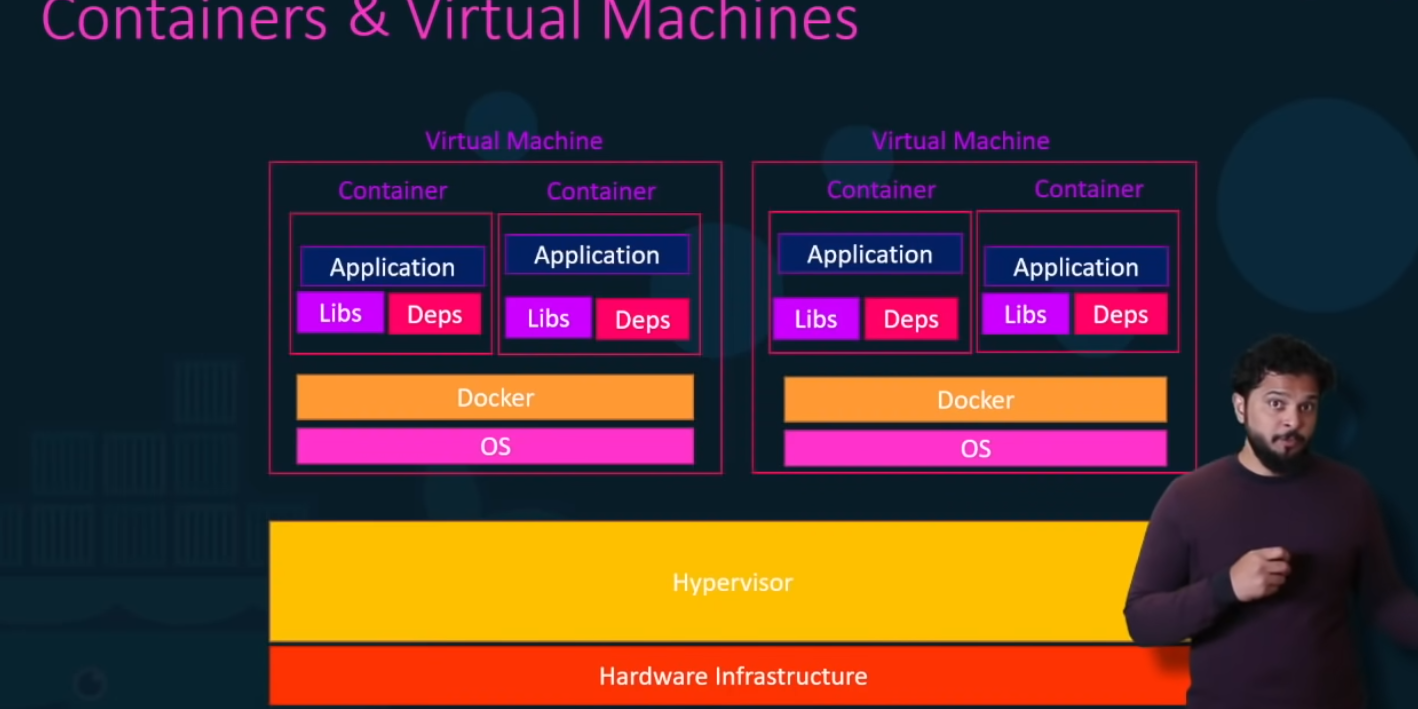 Containers & Virtual Machines
Virtual Machine Virtual Machine
Container Container Container Container
Application Application Application Application
Libs Deps Libs Deps Libs Deps Libs Deps
Docker Docker
OS OS
Hypervisor
Hardware Infrastructure